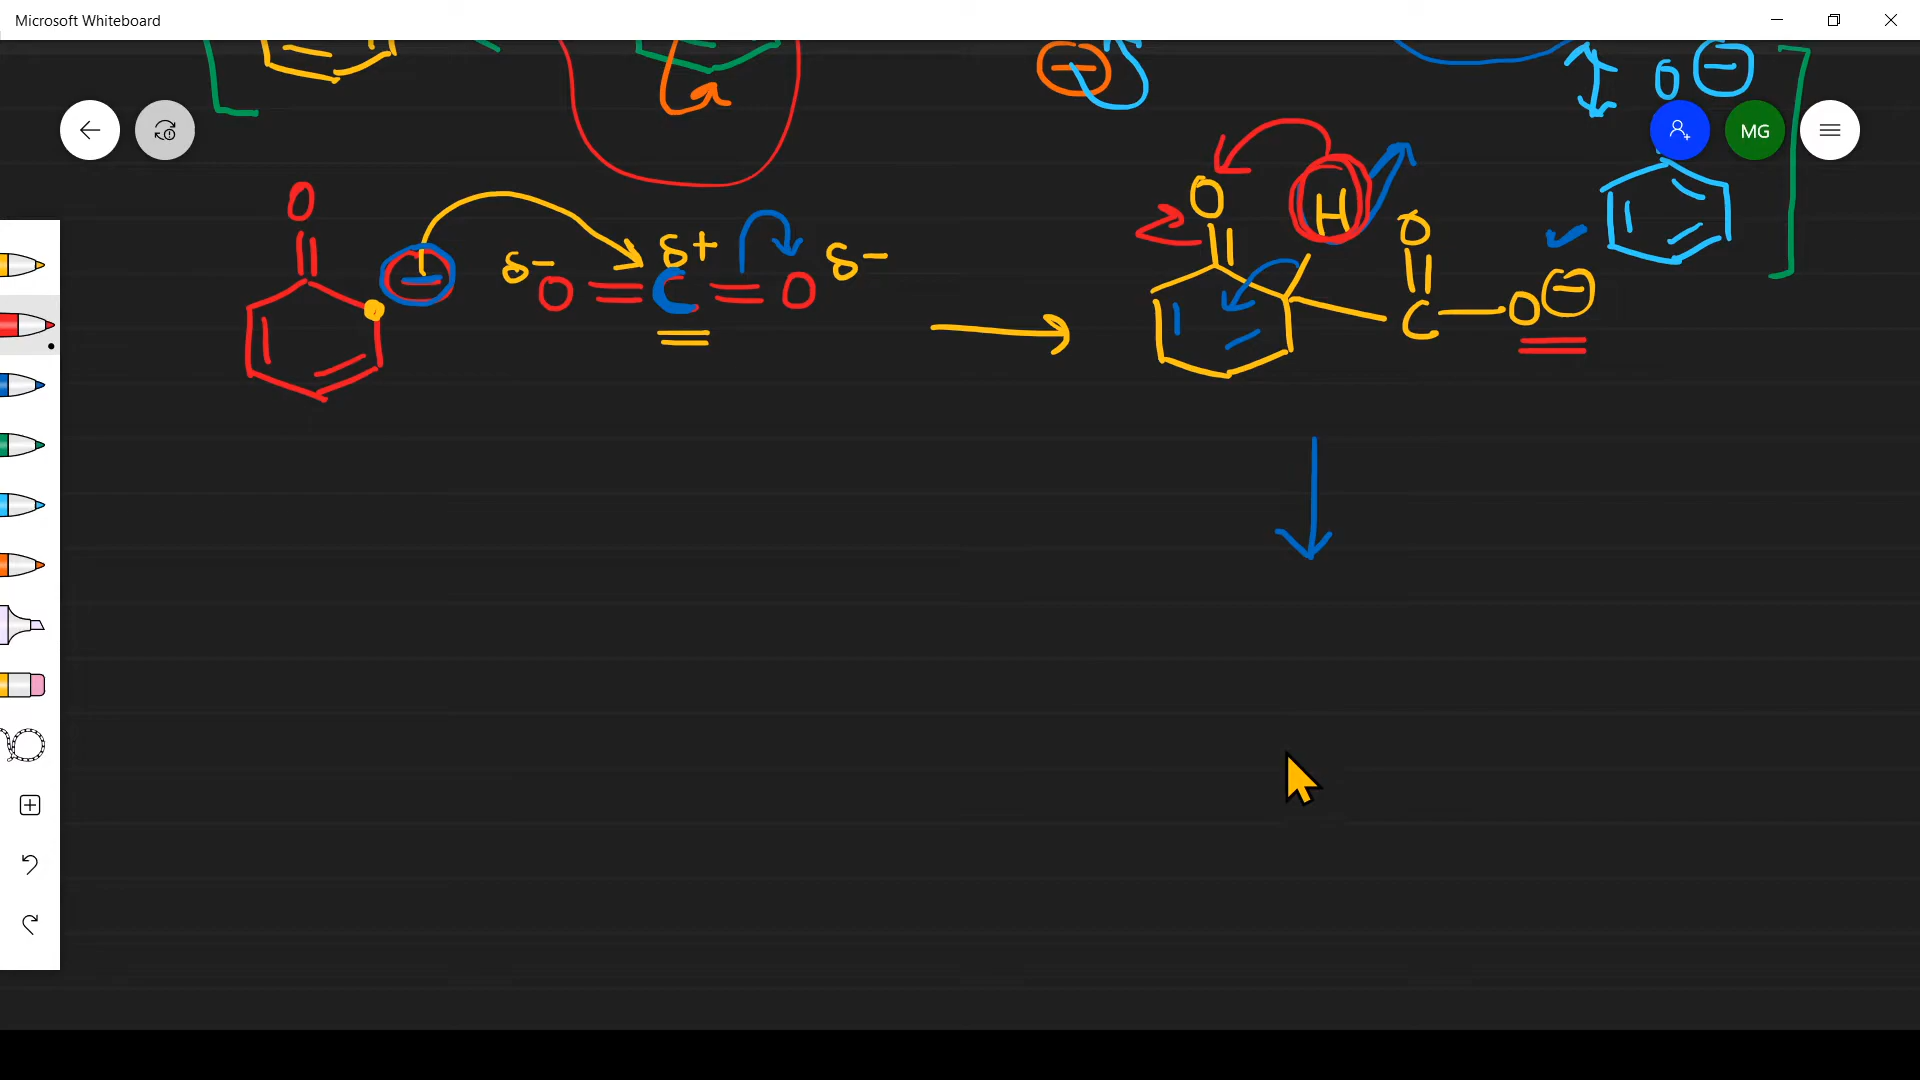 Microsoft Whiteboard
a
O
MG
O
O
H
O
δ-
δ+
δ-
O=C=O
C-O